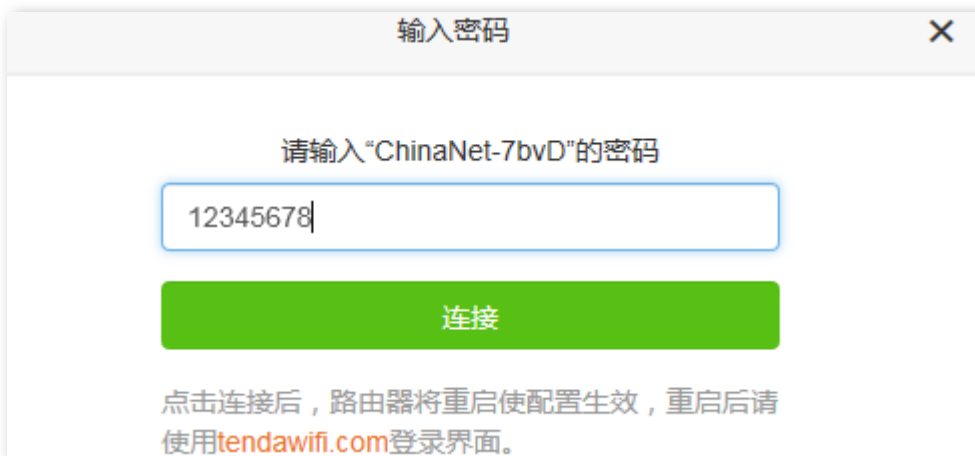 输入密码
请输入“ChinaNet-7bvD”的密码
12345678
连接
点击连接后，路由器将重启使配置生效，重启后请
使用tendawifi.com登录界面。